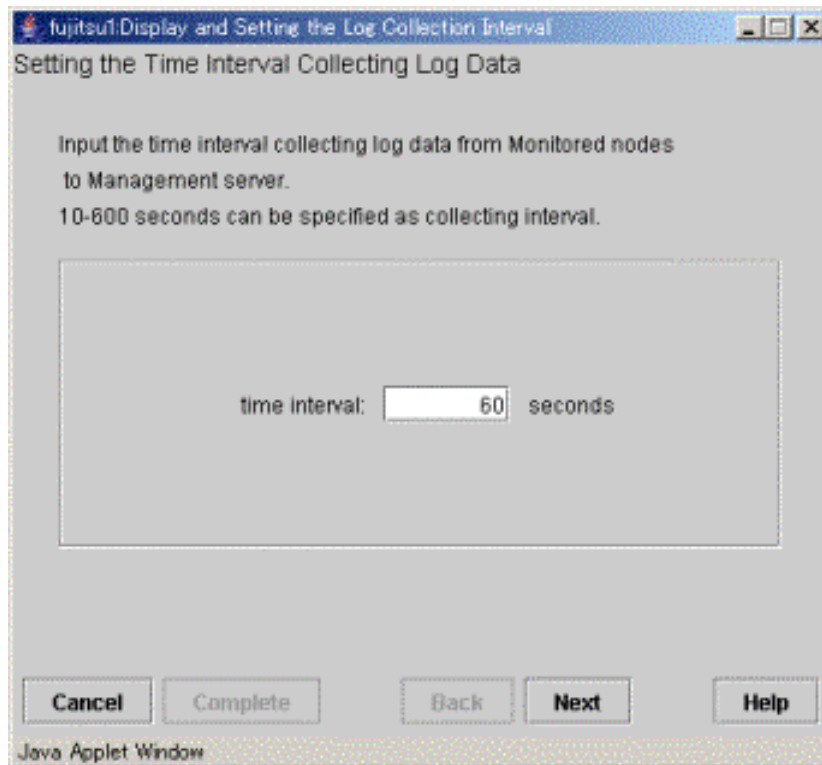 fujitsu1:Display and Setting the Log Collection Interval
Setting the Time Interval Collecting Log Data
Input the time interval collecting log data from Monitored nodes
to Management server.
10-600 seconds can be specified as collecting interval.
time interval: 60 seconds
Cancel Complete Back Next Help
Java Applet Window